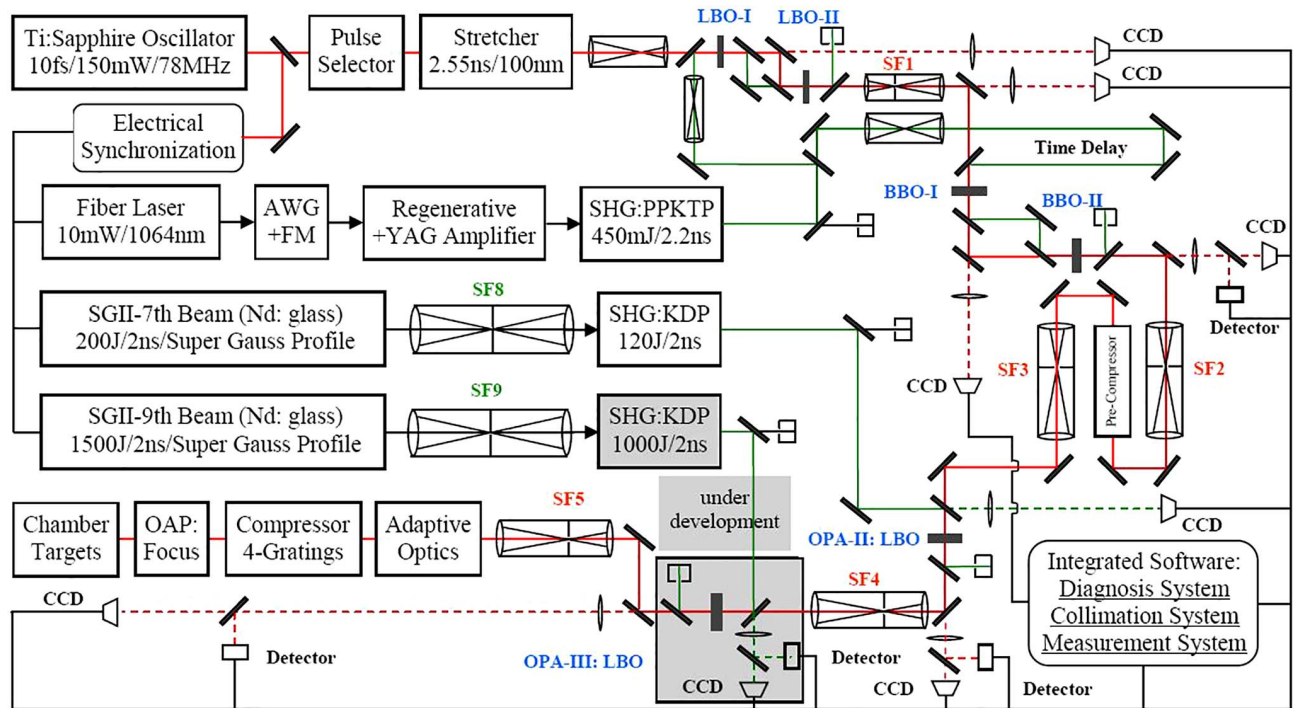 LBO-I
LBO-II
CCD
Ti:Sapphire Oscillator
10fs/150mW/78MHz
Pulse
Selector
Stretcher
2.55ns/100nm
SF1
CCD
Electrical
Synchronization
Time Delay
BBO-I
BBO-II
Fiber Laser
10mW/1064nm
AWG
+FM
Regenerative
+YAG Amplifier
SHG:PPKTP
450mJ/2.2ns
CCD
SF8
SGII-7th Beam (Nd: glass)
200J/2ns/Super Gauss Profile
SHG:KDP
120J/2ns
Detector
SF3
Pre-Compressor
SF2
CCD
SF9
SGII-9th Beam (Nd: glass)
1500J/2ns/Super Gauss Profile
SHG:KDP
1000J/2ns
under
development
SF5
Chamber
Targets
OAP:
Focus
Compressor
4-Gratings
Adaptive
Optics
CCD
OPA-II: LBO
Integrated Software:
Diagnosis System
Collimation System
Measurement System
SF4
CCD
Detector
OPA-III: LBO
Detector
CCD
CCD
Detector